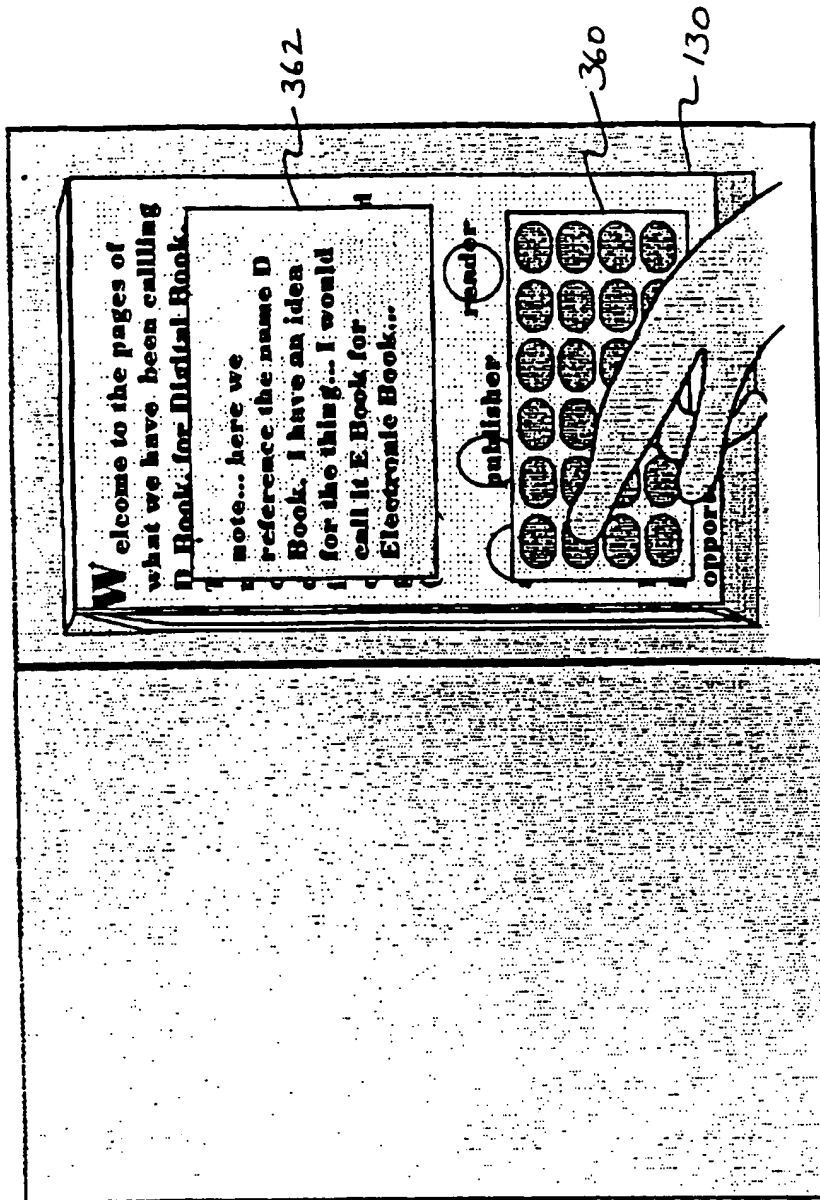 Welcome to the pages of
what we have been callling
D Book, for Digital Book.
note... here we
reference the name D
Book. I have an idea
for the thing... I would
call it E Book for
Electronic Book...
publisher
reader
oppor
362
360
130